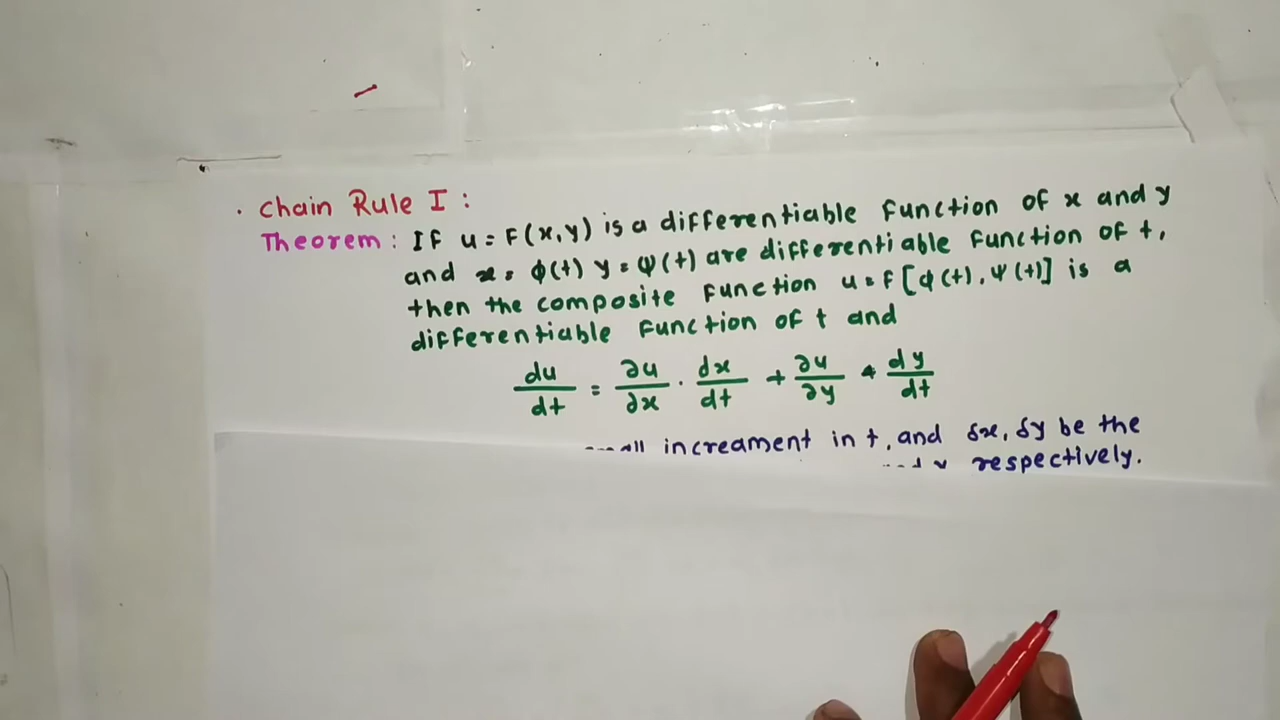 · Chain Rule I :
Theorem : If u = F(x,y) is a differentiable function of x and y
and x = ϕ(t) y = ψ(t) are differentiable function of t,
then the composite function u = F[ϕ(t), ψ(t)] is a
differentiable function of t and
du/dt = ∂u/∂x · dx/dt + ∂u/∂y · dy/dt
increament in t, and δx, δy be the
respectively.